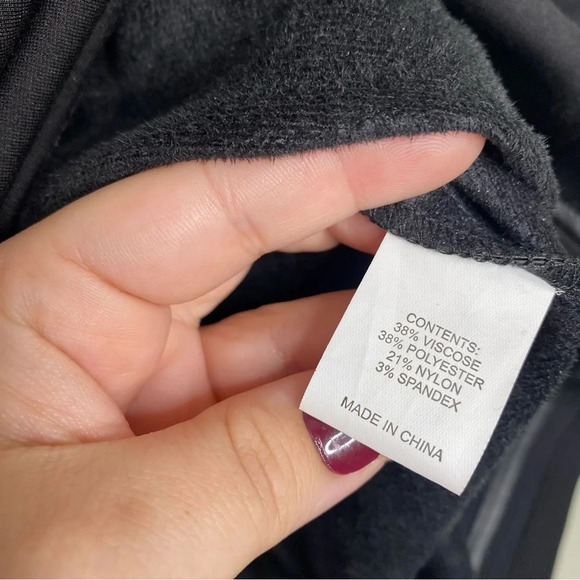 CONTENTS:
38% VISCOSE
38% POLYESTER
21% NYLON
3% SPANDEX
MADE IN CHINA